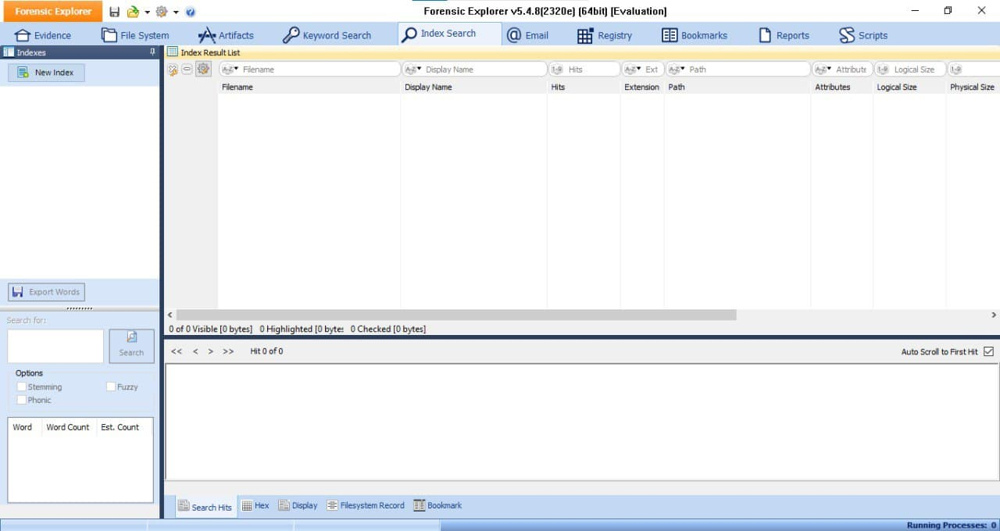 Forensic Explorer
Forensic Explorer v5.4.8(2320e) (64bit) [Evaluation]
Evidence File System Artifacts Keyword Search Index Search Email Registry Bookmarks Reports Scripts
Indexes
New Index
Export Words
Search for:
Search
Options
Stemming Fuzzy
Phonic
Word Word Count Est. Count
Index Result List
Filename Display Name Hits Ext Path Attribute Logical Size
Filename Display Name Hits Extension Path Attributes Logical Size Physical Size
0 of 0 Visible [0 bytes] 0 Highlighted [0 bytes 0 Checked [0 bytes]
<< < > >> Hit 0 of 0 Auto Scroll to First Hit
Search Hits Hex Display Filesystem Record Bookmark
Running Processes: 0